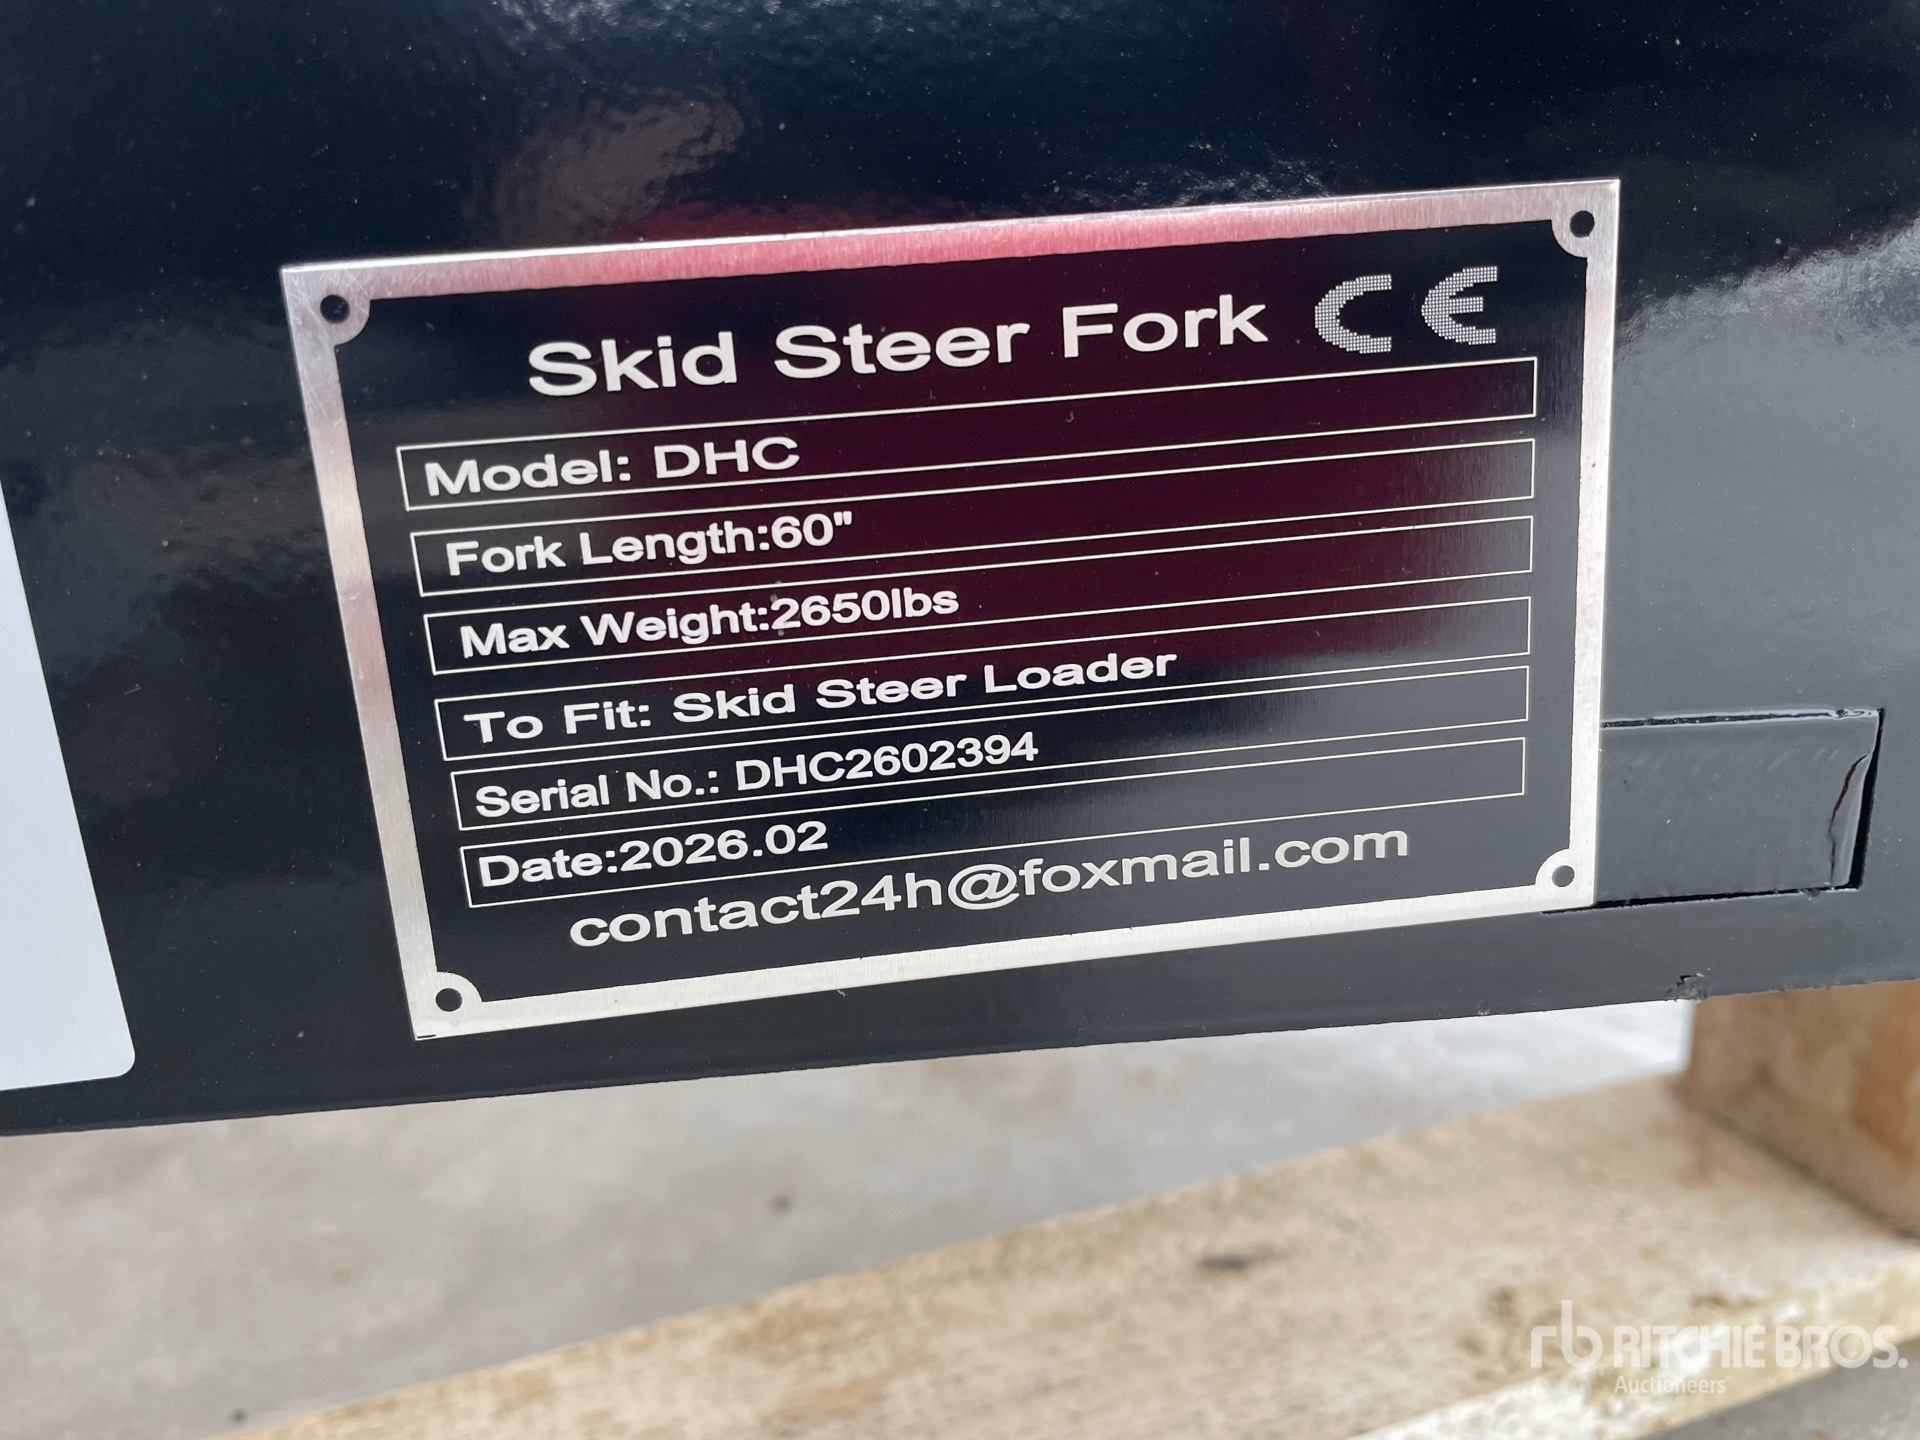 Skid Steer Fork CE
Model: DHC
Fork Length:60"
Max Weight:2650lbs
To Fit: Skid Steer Loader
Serial No.: DHC2602394
Date:2026.02
contact24h@foxmail.com
rb RITCHIE BROS.
Auctioneers